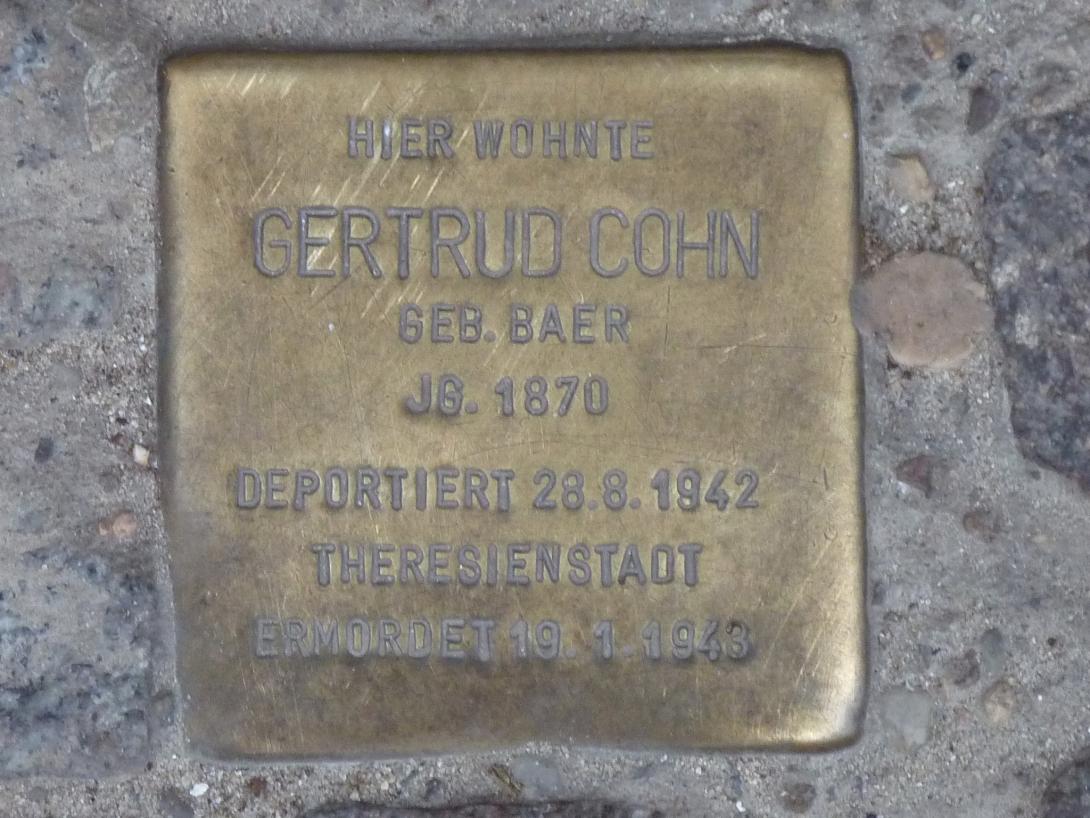 HIER WOHNTE
GERTRUD COHN
GEB. BAER
JG. 1870
DEPORTIERT 28.8.1942
THERESIENSTADT
ERMORDET 19.1.1943